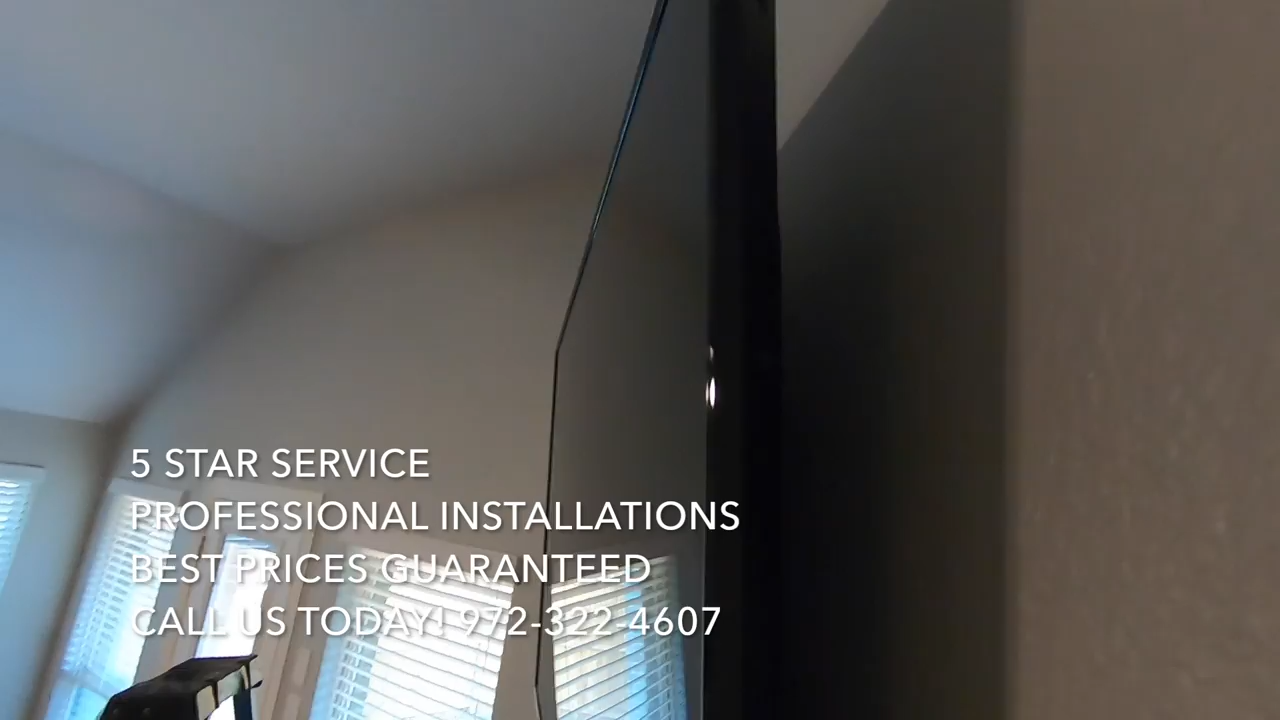 5 STAR SERVICE
PROFESSIONAL INSTALLATIONS
BEST PRICES GUARANTEED
CALL US TODAY! 972-322-4607